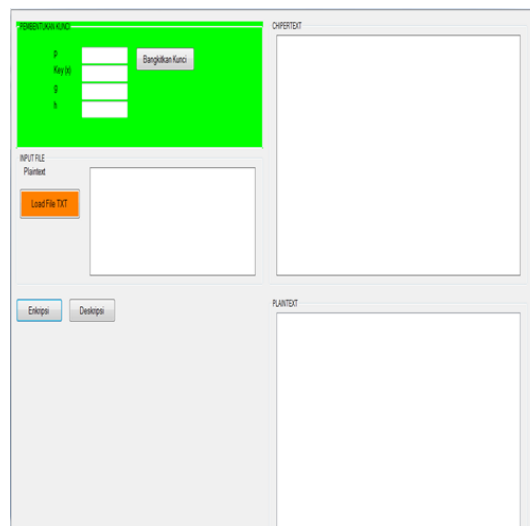 PEMBENTUKAN KUNCI
p
Key (x)
g
h
Bangkitkan Kunci
INPUT FILE
Plaintext
Load File TXT
Enkripsi
Deskripsi
CHIPERTEXT
PLAINTEXT